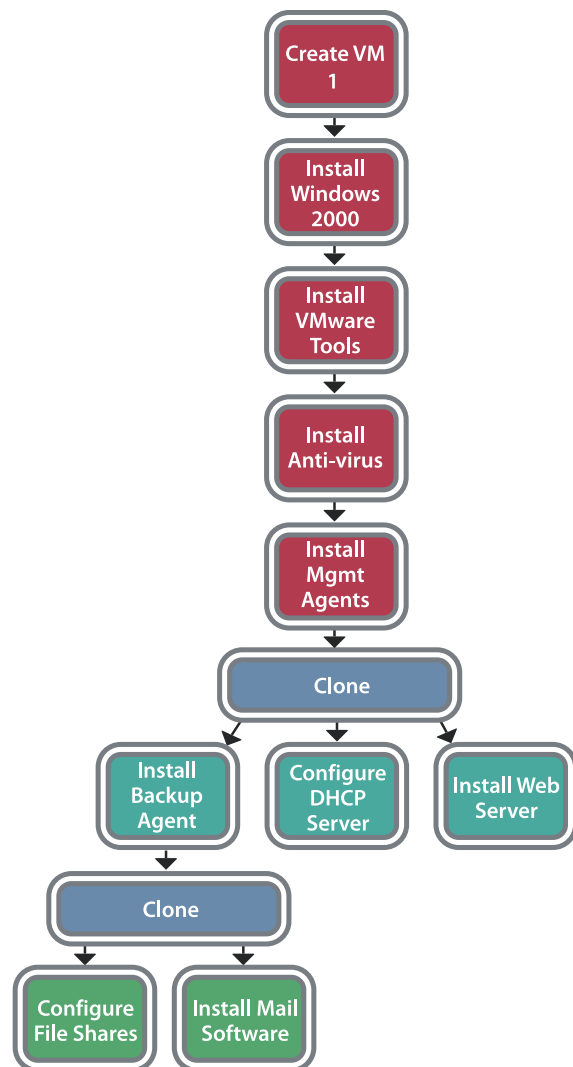 Create VM
1
Install
Windows
2000
Install
VMware
Tools
Install
Anti-virus
Install
Mgmt
Agents
Clone
Install
Backup
Agent
Configure
DHCP
Server
Install Web
Server
Clone
Configure
File Shares
Install Mail
Software